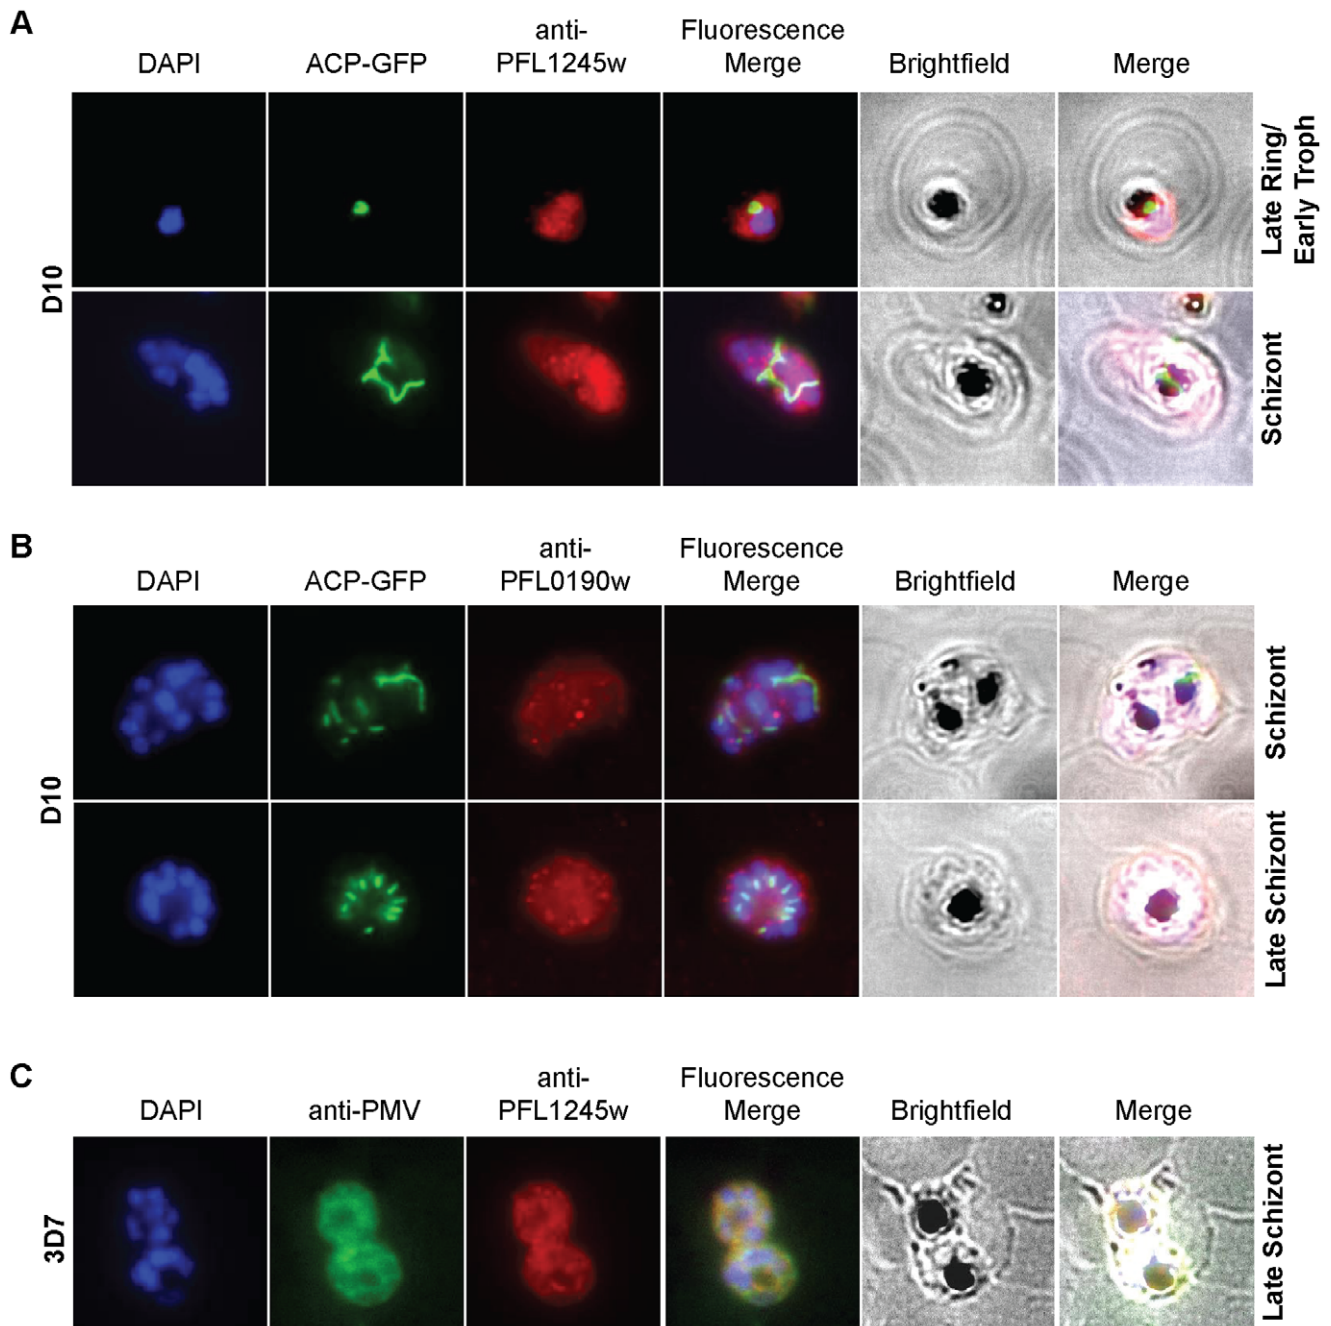 A
DAPI
ACP-GFP
anti-
PFL1245w
Fluorescence
Merge
Brightfield
Merge
D10
Late Ring/
Early Troph
Schizont
B
DAPI
ACP-GFP
anti-
PFL0190w
Fluorescence
Merge
Brightfield
Merge
D10
Schizont
Late Schizont
C
DAPI
anti-PMV
anti-
PFL1245w
Fluorescence
Merge
Brightfield
Merge
3D7
Late Schizont